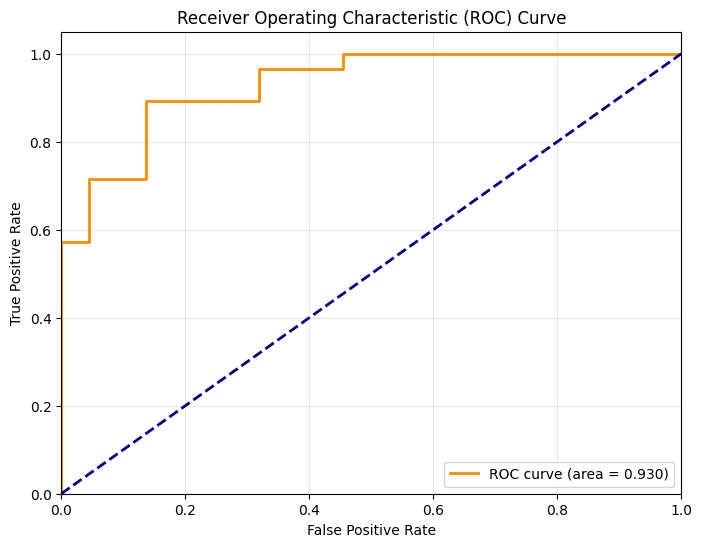 Receiver Operating Characteristic (ROC) Curve
True Positive Rate
1.0
0.8
0.6
0.4
0.2
0.0
ROC curve (area = 0.930)
0.0 0.2 0.4 0.6 0.8 1.0
False Positive Rate